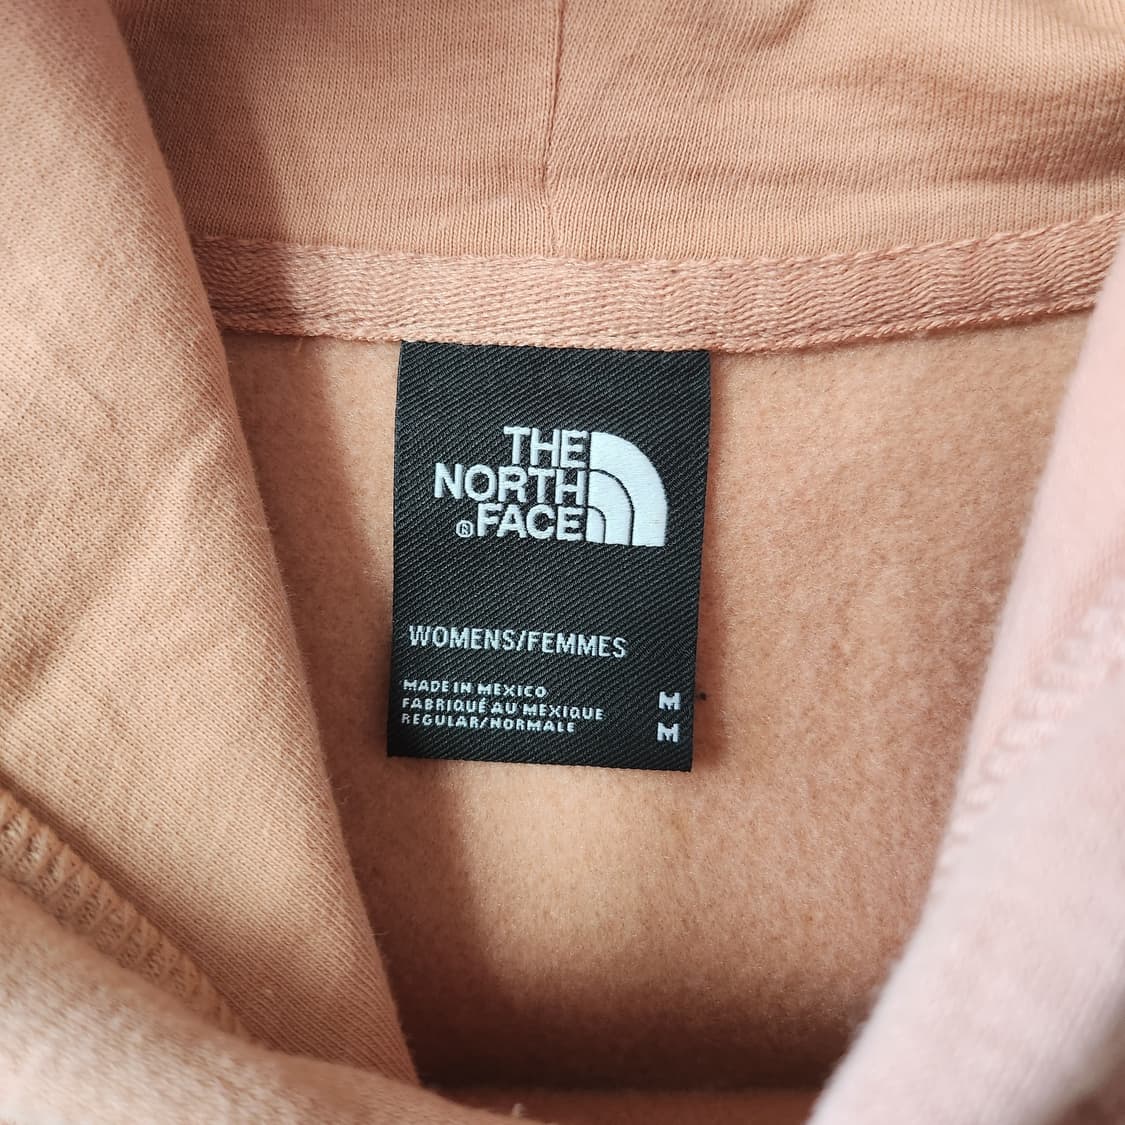 THE
NORTH
®FACE
WOMENS/FEMMES
MADE IN MEXICO
FABRIQUÉ AU MEXIQUE
REGULAR/NORMALE
M
M